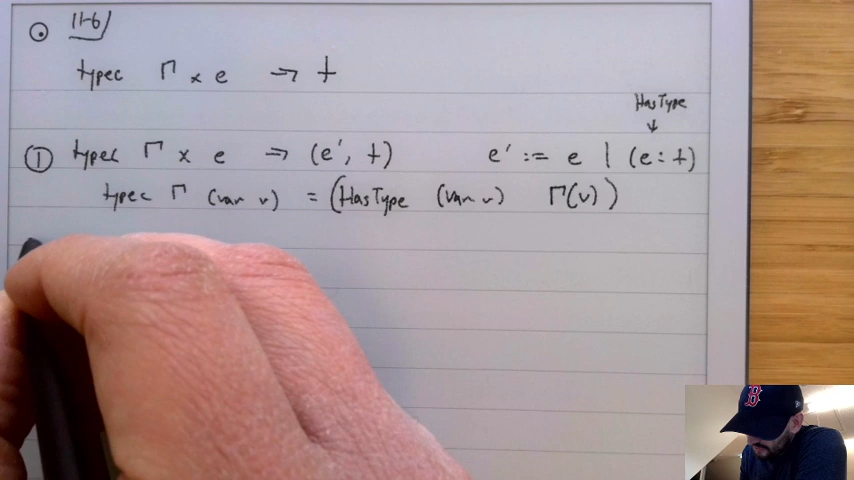 ⊙ 11-6/
typec Γ × e → t
HasType
↓
① typec Γ × e → (e', t) e' := e | (e : t)
typec Γ (var v) = (HasType (var v) Γ(v))
B